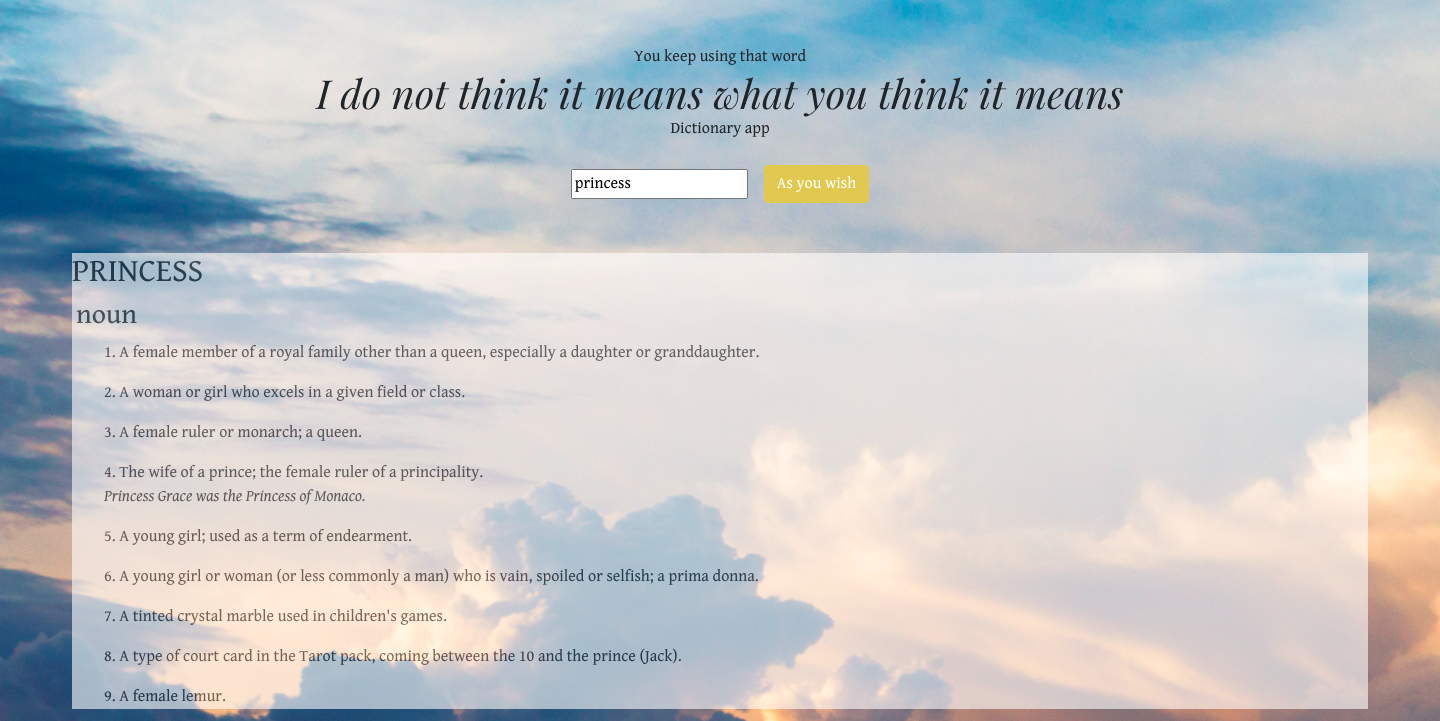 You keep using that word
I do not think it means what you think it means
Dictionary app
princess
As you wish
PRINCESS
noun
1. A female member of a royal family other than a queen, especially a daughter or granddaughter.
2. A woman or girl who excels in a given field or class.
3. A female ruler or monarch; a queen.
4. The wife of a prince; the female ruler of a principality.
Princess Grace was the Princess of Monaco.
5. A young girl; used as a term of endearment.
6. A young girl or woman (or less commonly a man) who is vain, spoiled or selfish; a prima donna.
7. A tinted crystal marble used in children's games.
8. A type of court card in the Tarot pack, coming between the 10 and the prince (Jack).
9. A female lemur.